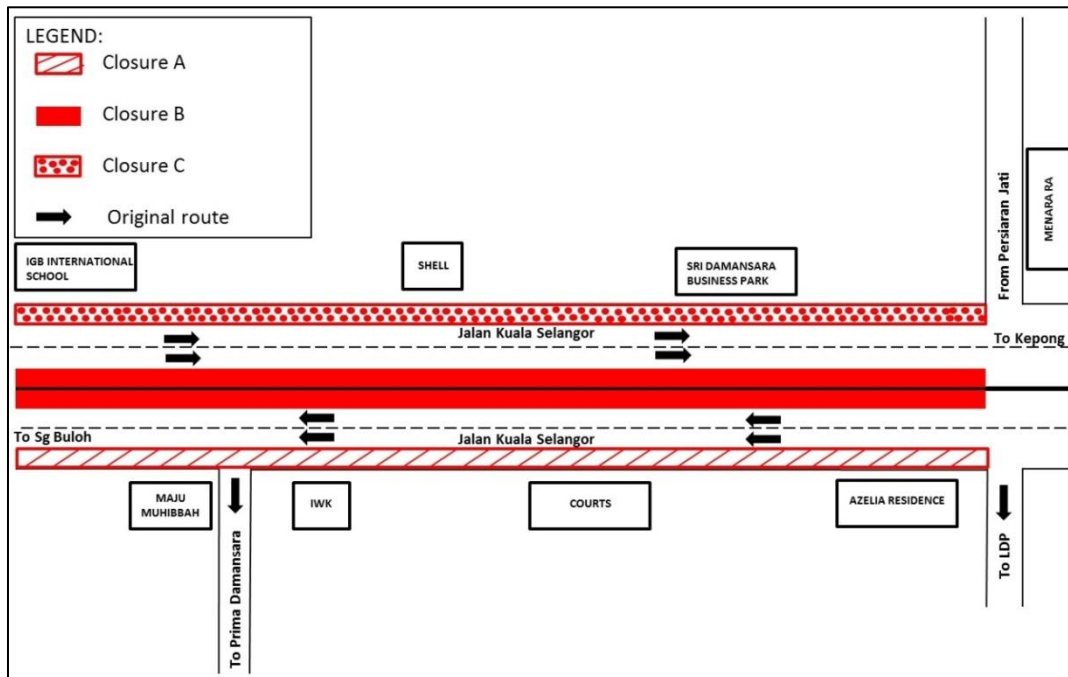 LEGEND:
Closure A
Closure B
Closure C
Original route
IGB INTERNATIONAL
SCHOOL
SHELL
SRI DAMANSARA
BUSINESS PARK
From Persiaran Jati
MENARA RA
Jalan Kuala Selangor
To Kepong
To Sg Buloh
Jalan Kuala Selangor
MAJU
MUHIBBAH
IWK
COURTS
AZELIA RESIDENCE
To Prima Damansara
To LDP